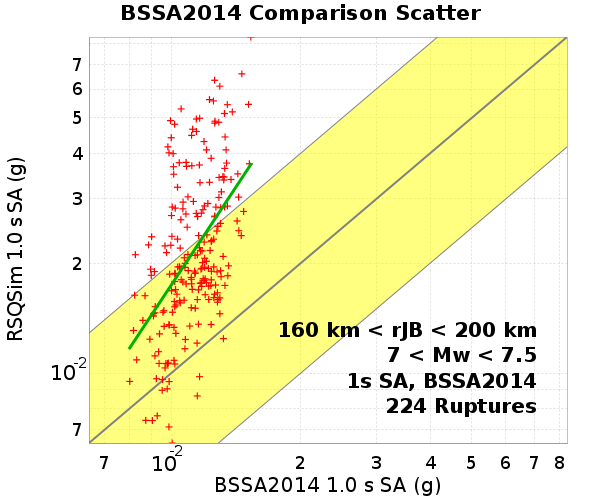 BSSA2014 Comparison Scatter
RSQSim 1.0 s SA (g)
7
6
5
4
3
2
10-2
7
160 km < rJB < 200 km
7 < Mw < 7.5
1s SA, BSSA2014
224 Ruptures
7 10-2 2 3 4 5 6 7 8
BSSA2014 1.0 s SA (g)